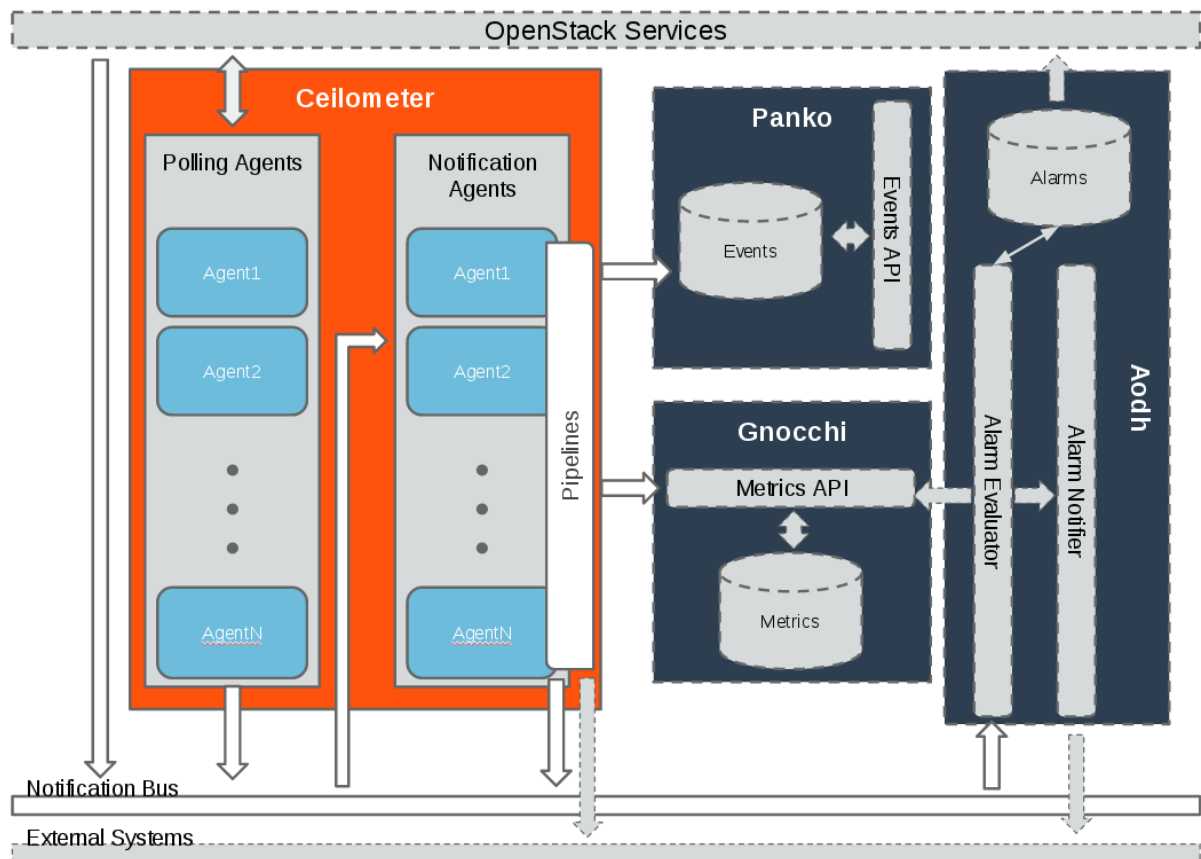 OpenStack Services
Ceilometer
Polling Agents
Agent1
Agent2
AgentN
Notification
Agents
Agent1
Agent2
AgentN
Pipelines
Panko
Events
Events API
Gnocchi
Metrics API
Metrics
Alarms
Aodh
Alarm Evaluator
Alarm Notifier
Notification Bus
External Systems